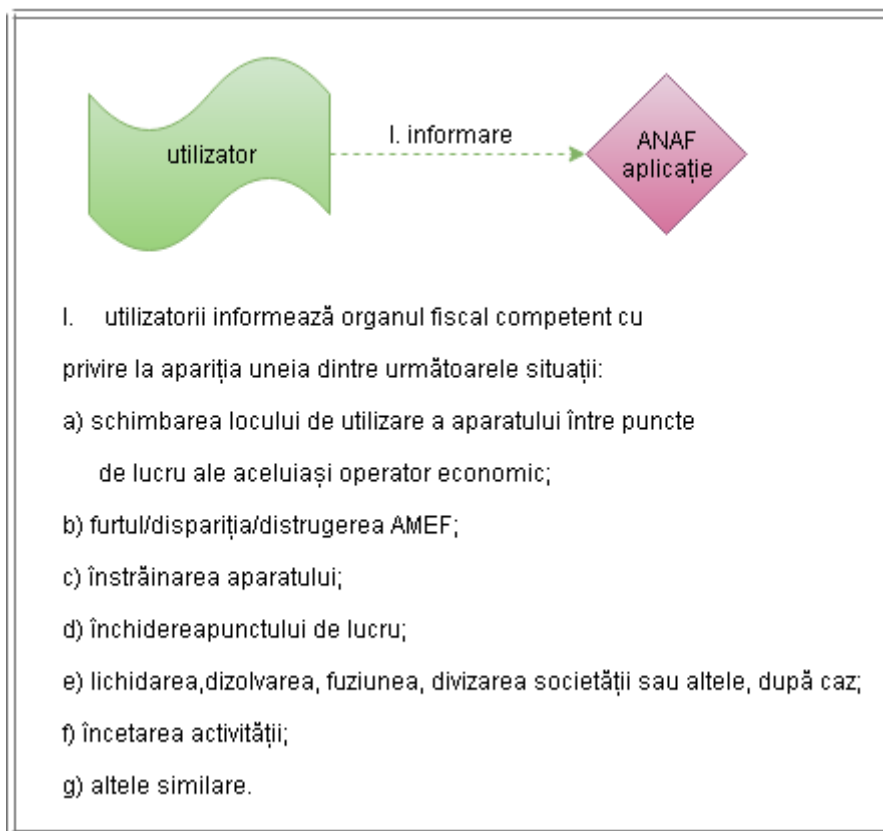 utilizator
I. informare
ANAF
aplicație
I. utilizatorii informează organul fiscal competent cu
privire la apariția uneia dintre următoarele situații:
a) schimbarea locului de utilizare a aparatului între puncte
de lucru ale aceluiași operator economic;
b) furtul/dispariția/distrugerea AMEF;
c) înstrăinarea aparatului;
d) închidereapunctului de lucru;
e) lichidarea,dizolvarea, fuziunea, divizarea societății sau altele, după caz;
f) încetarea activității;
g) altele similare.